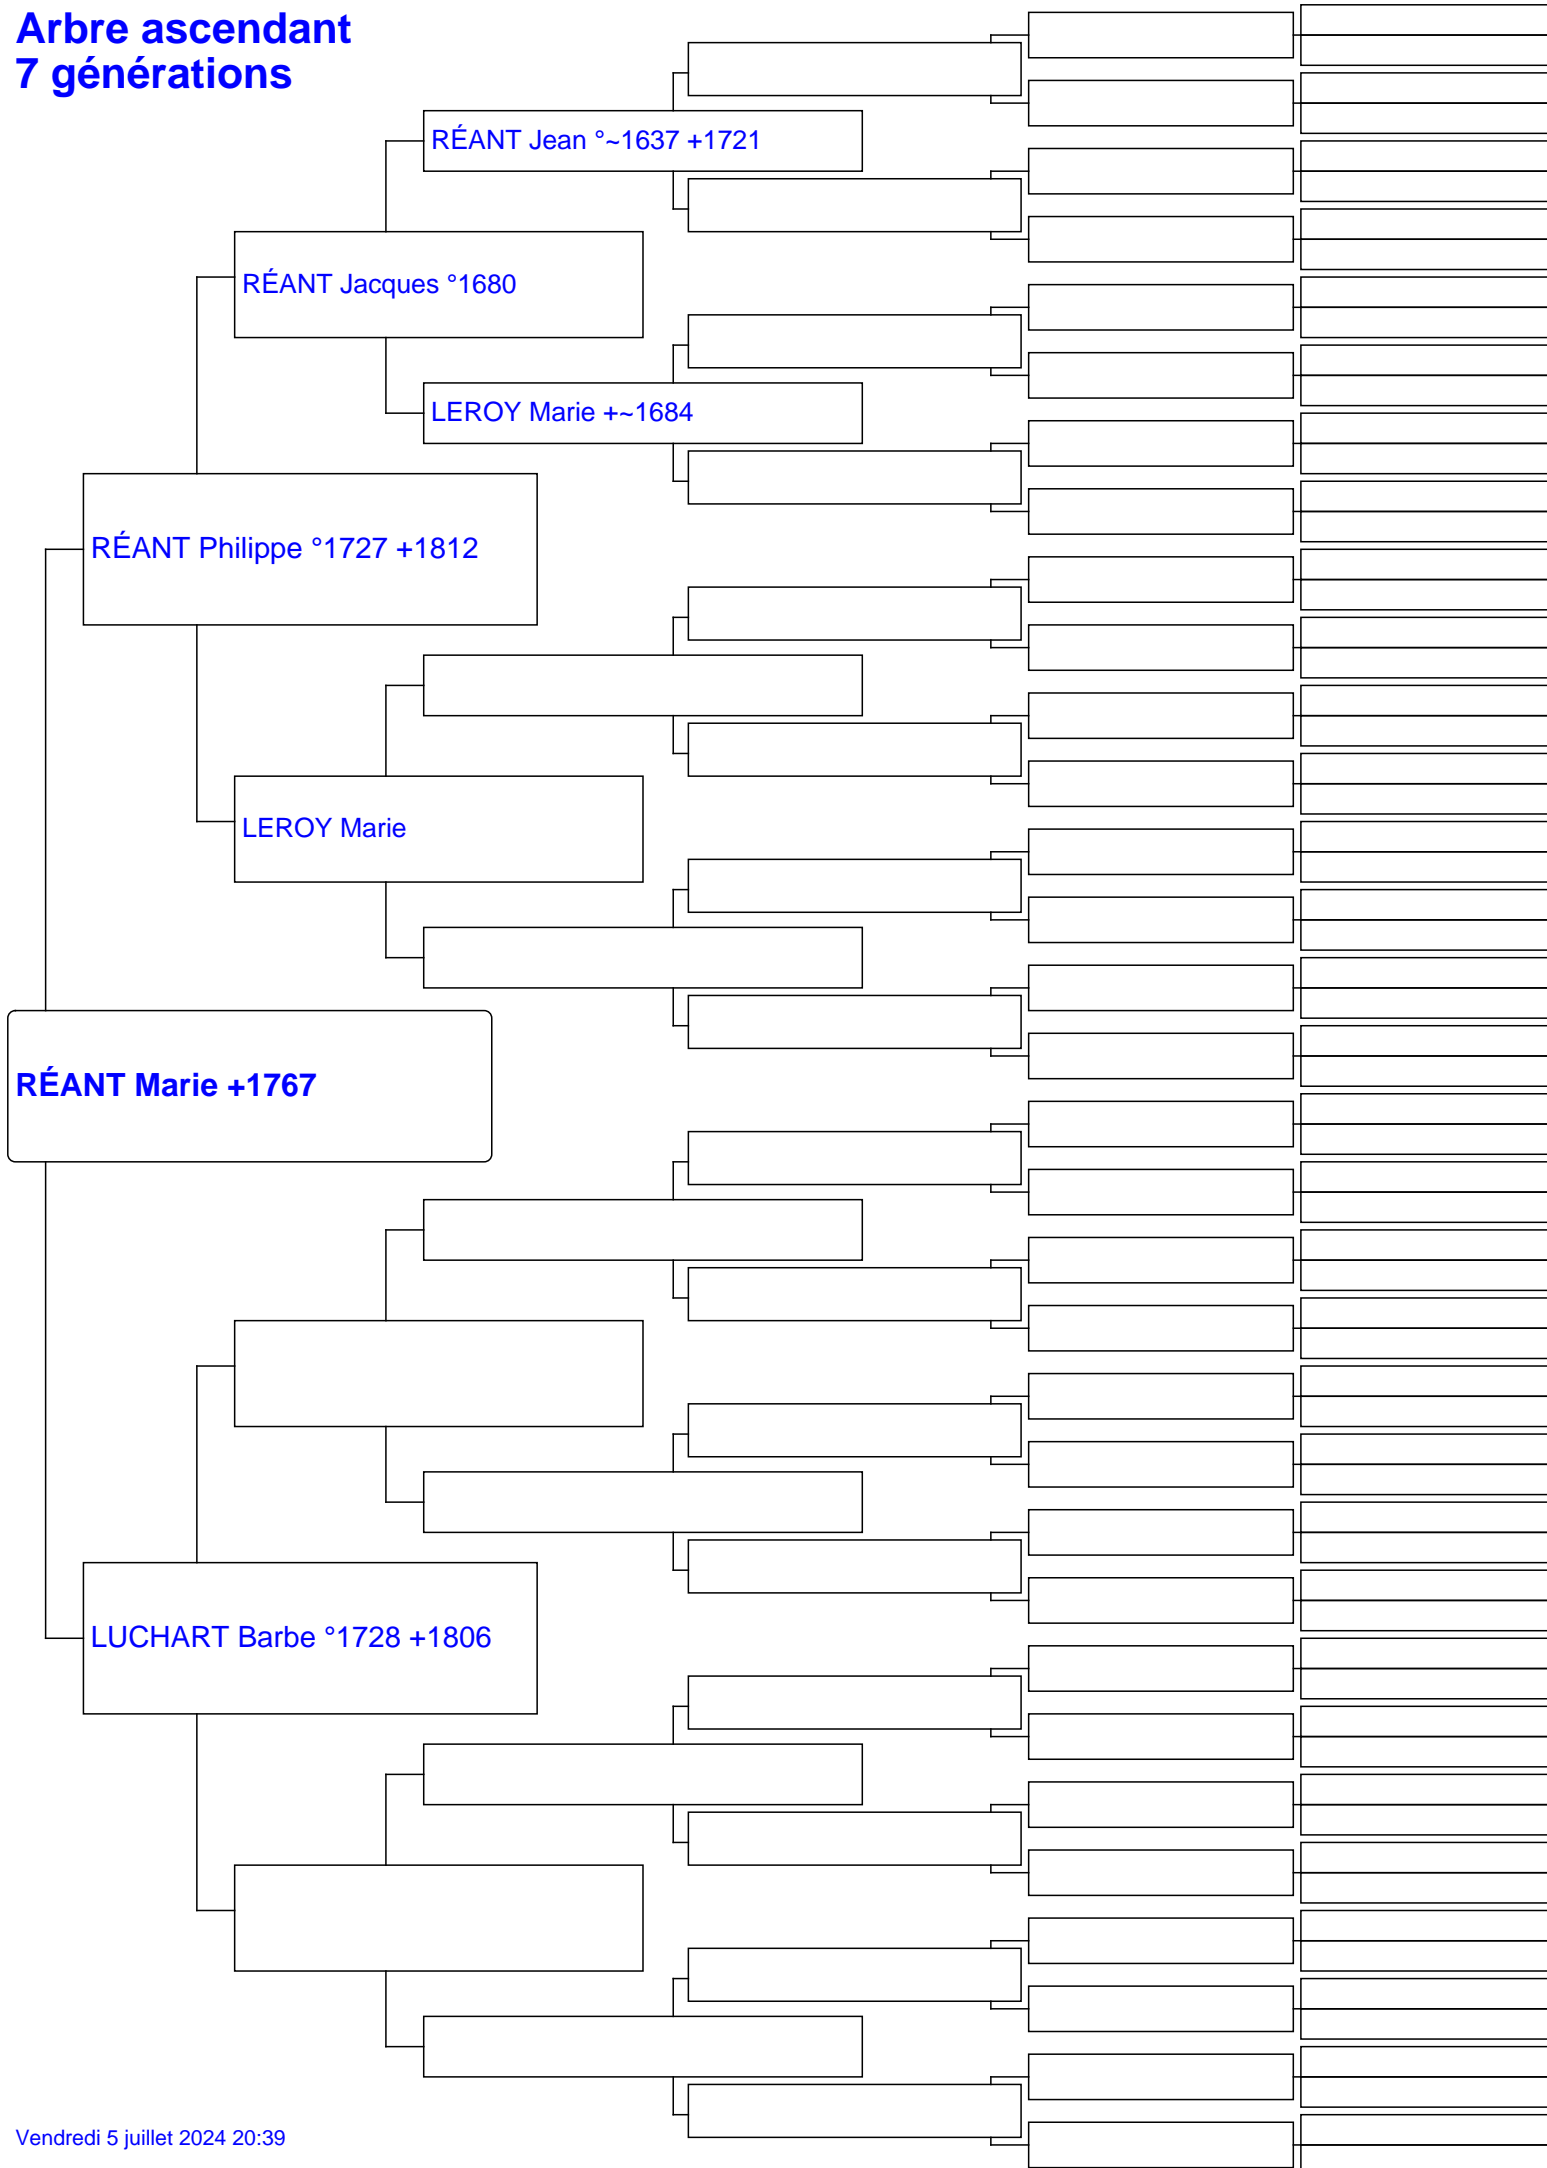 Arbre ascendant
7 générations
RÉANT Jean °~1637 +1721
RÉANT Jacques °1680
LEROY Marie +~1684
RÉANT Philippe °1727 +1812
LEROY Marie
RÉANT Marie +1767
LUCHART Barbe °1728 +1806
Vendredi 5 juillet 2024 20:39